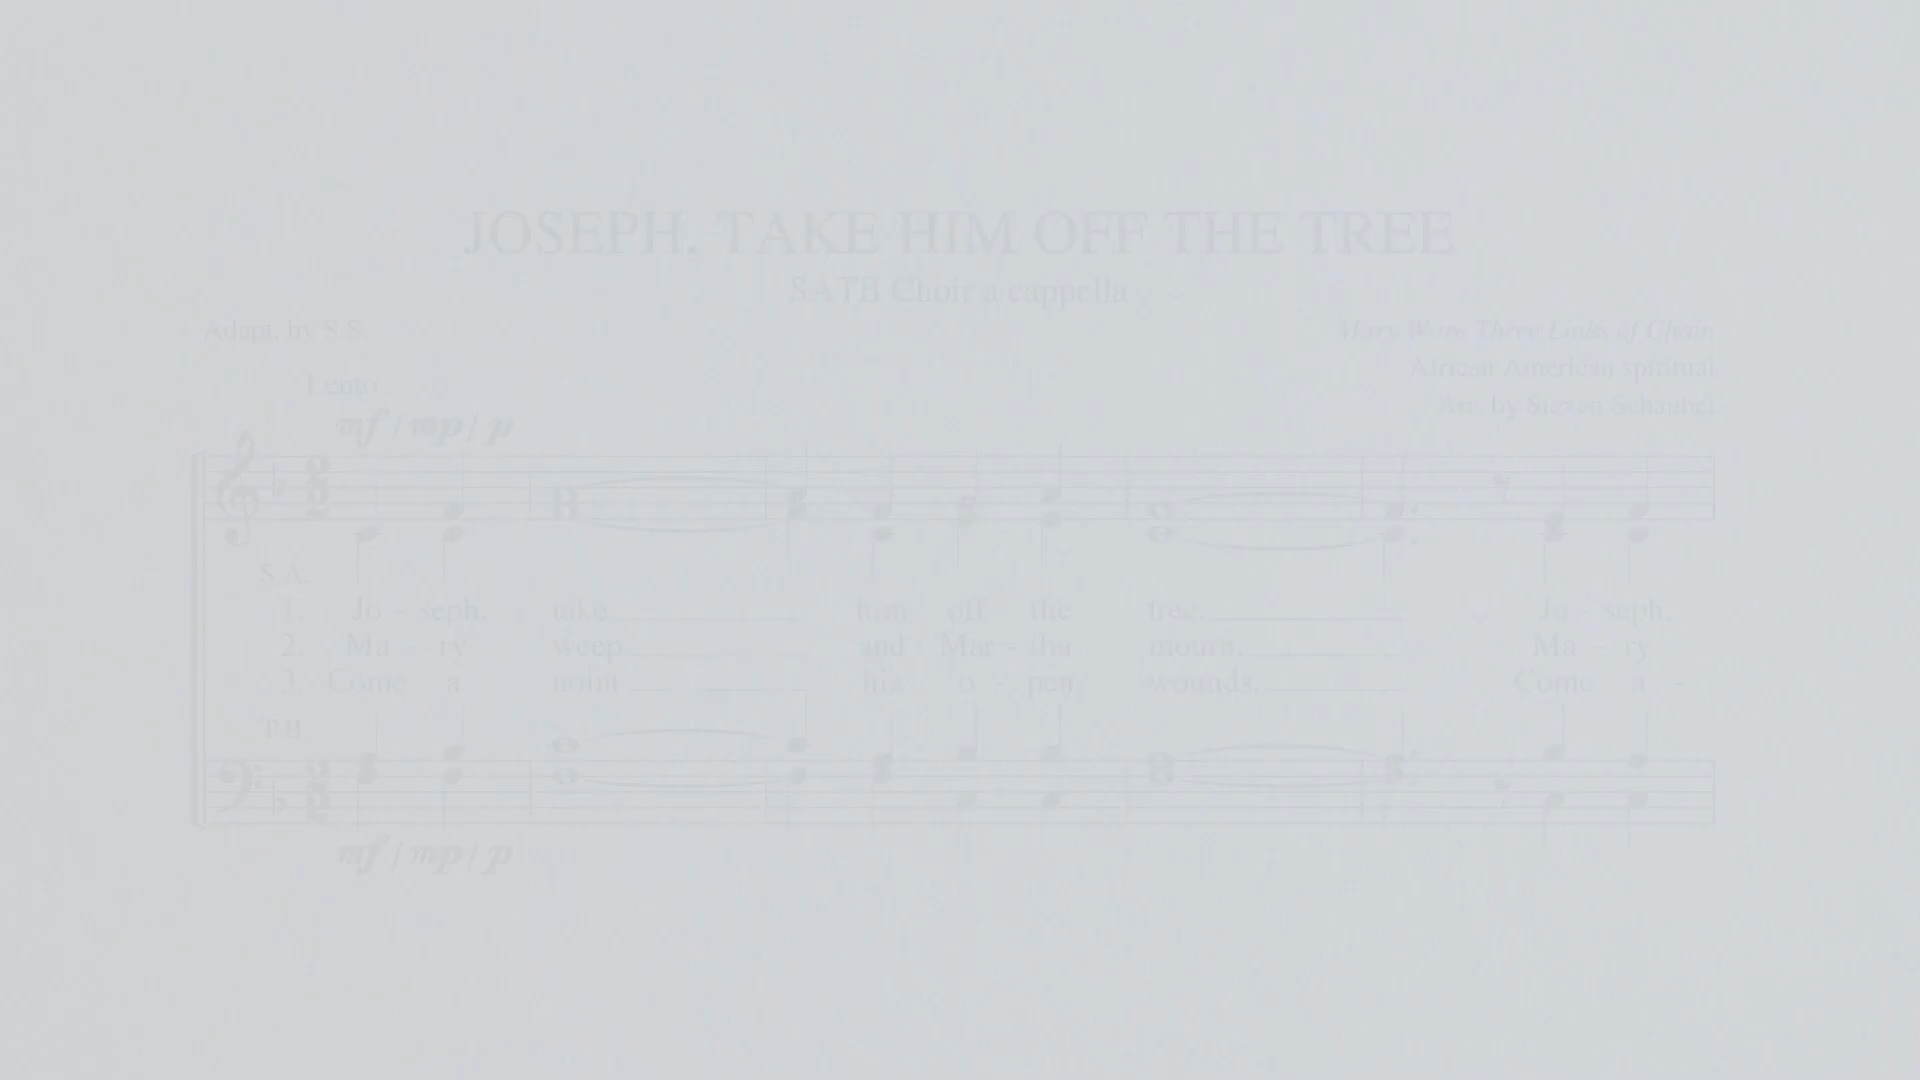 JOSEPH, TAKE HIM OFF THE TREE
SATB Choir a cappella
Adapt. by S.S.
Mary Wore Three Links of Chain
African American spiritual
Arr. by Steven Schaubel
Lento
mf / mp / p
S.A.
1. Jo - seph, take him off the tree. Jo - seph,
2. Ma - ry weep and Mar - tha mourn. Ma - ry
3. Come a noint his o - pen wounds. Come a -
T.B.
mf / mp / p